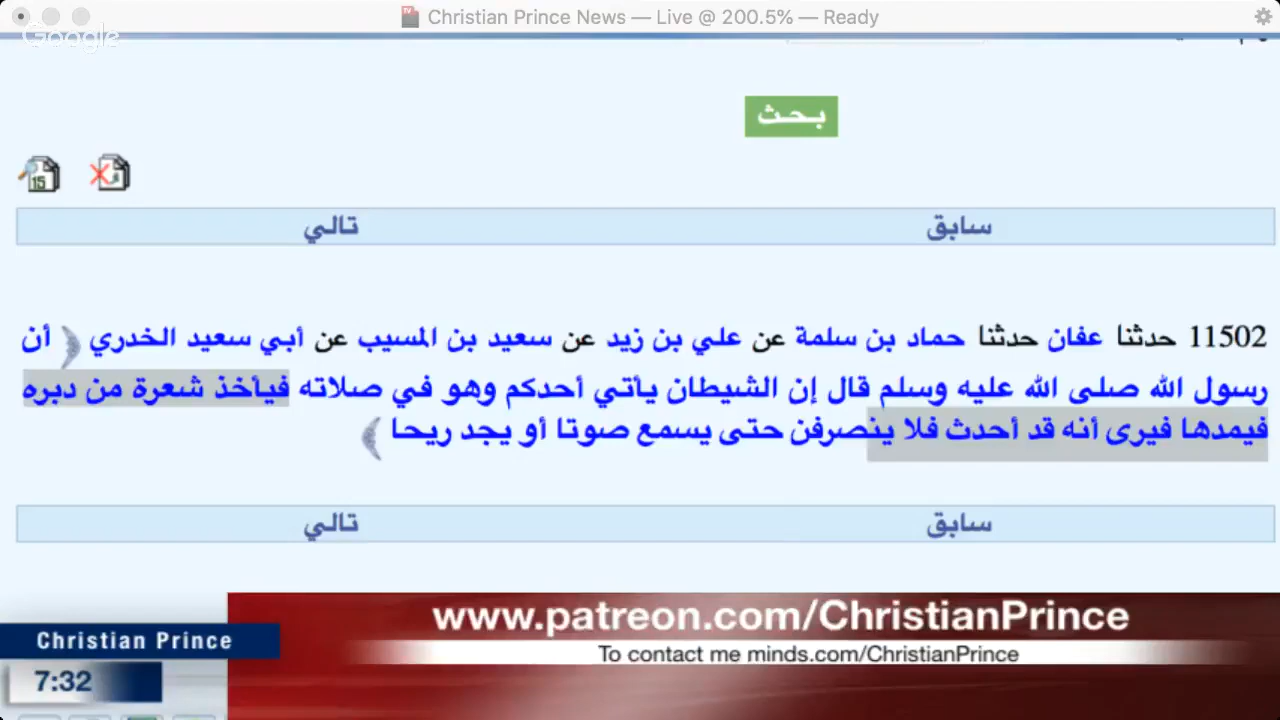 Christian Prince News — Live @ 200.5% — Ready
Google
بحث
15
سابق تالي
11502 حدثنا عفان حدثنا حماد بن سلمة عن علي بن زيد عن سعيد بن المسيب عن أبي سعيد الخدري ( أن
رسول الله صلى الله عليه وسلم قال إن الشيطان يأتي أحدكم وهو في صلاته فيأخذ شعرة من دبره
فيمدها فيرى أنه قد أحدث فلا ينصرفن حتى يسمع صوتا أو يجد ريحا )
سابق تالي
www.patreon.com/ChristianPrince
Christian Prince
To contact me minds.com/ChristianPrince
7:32